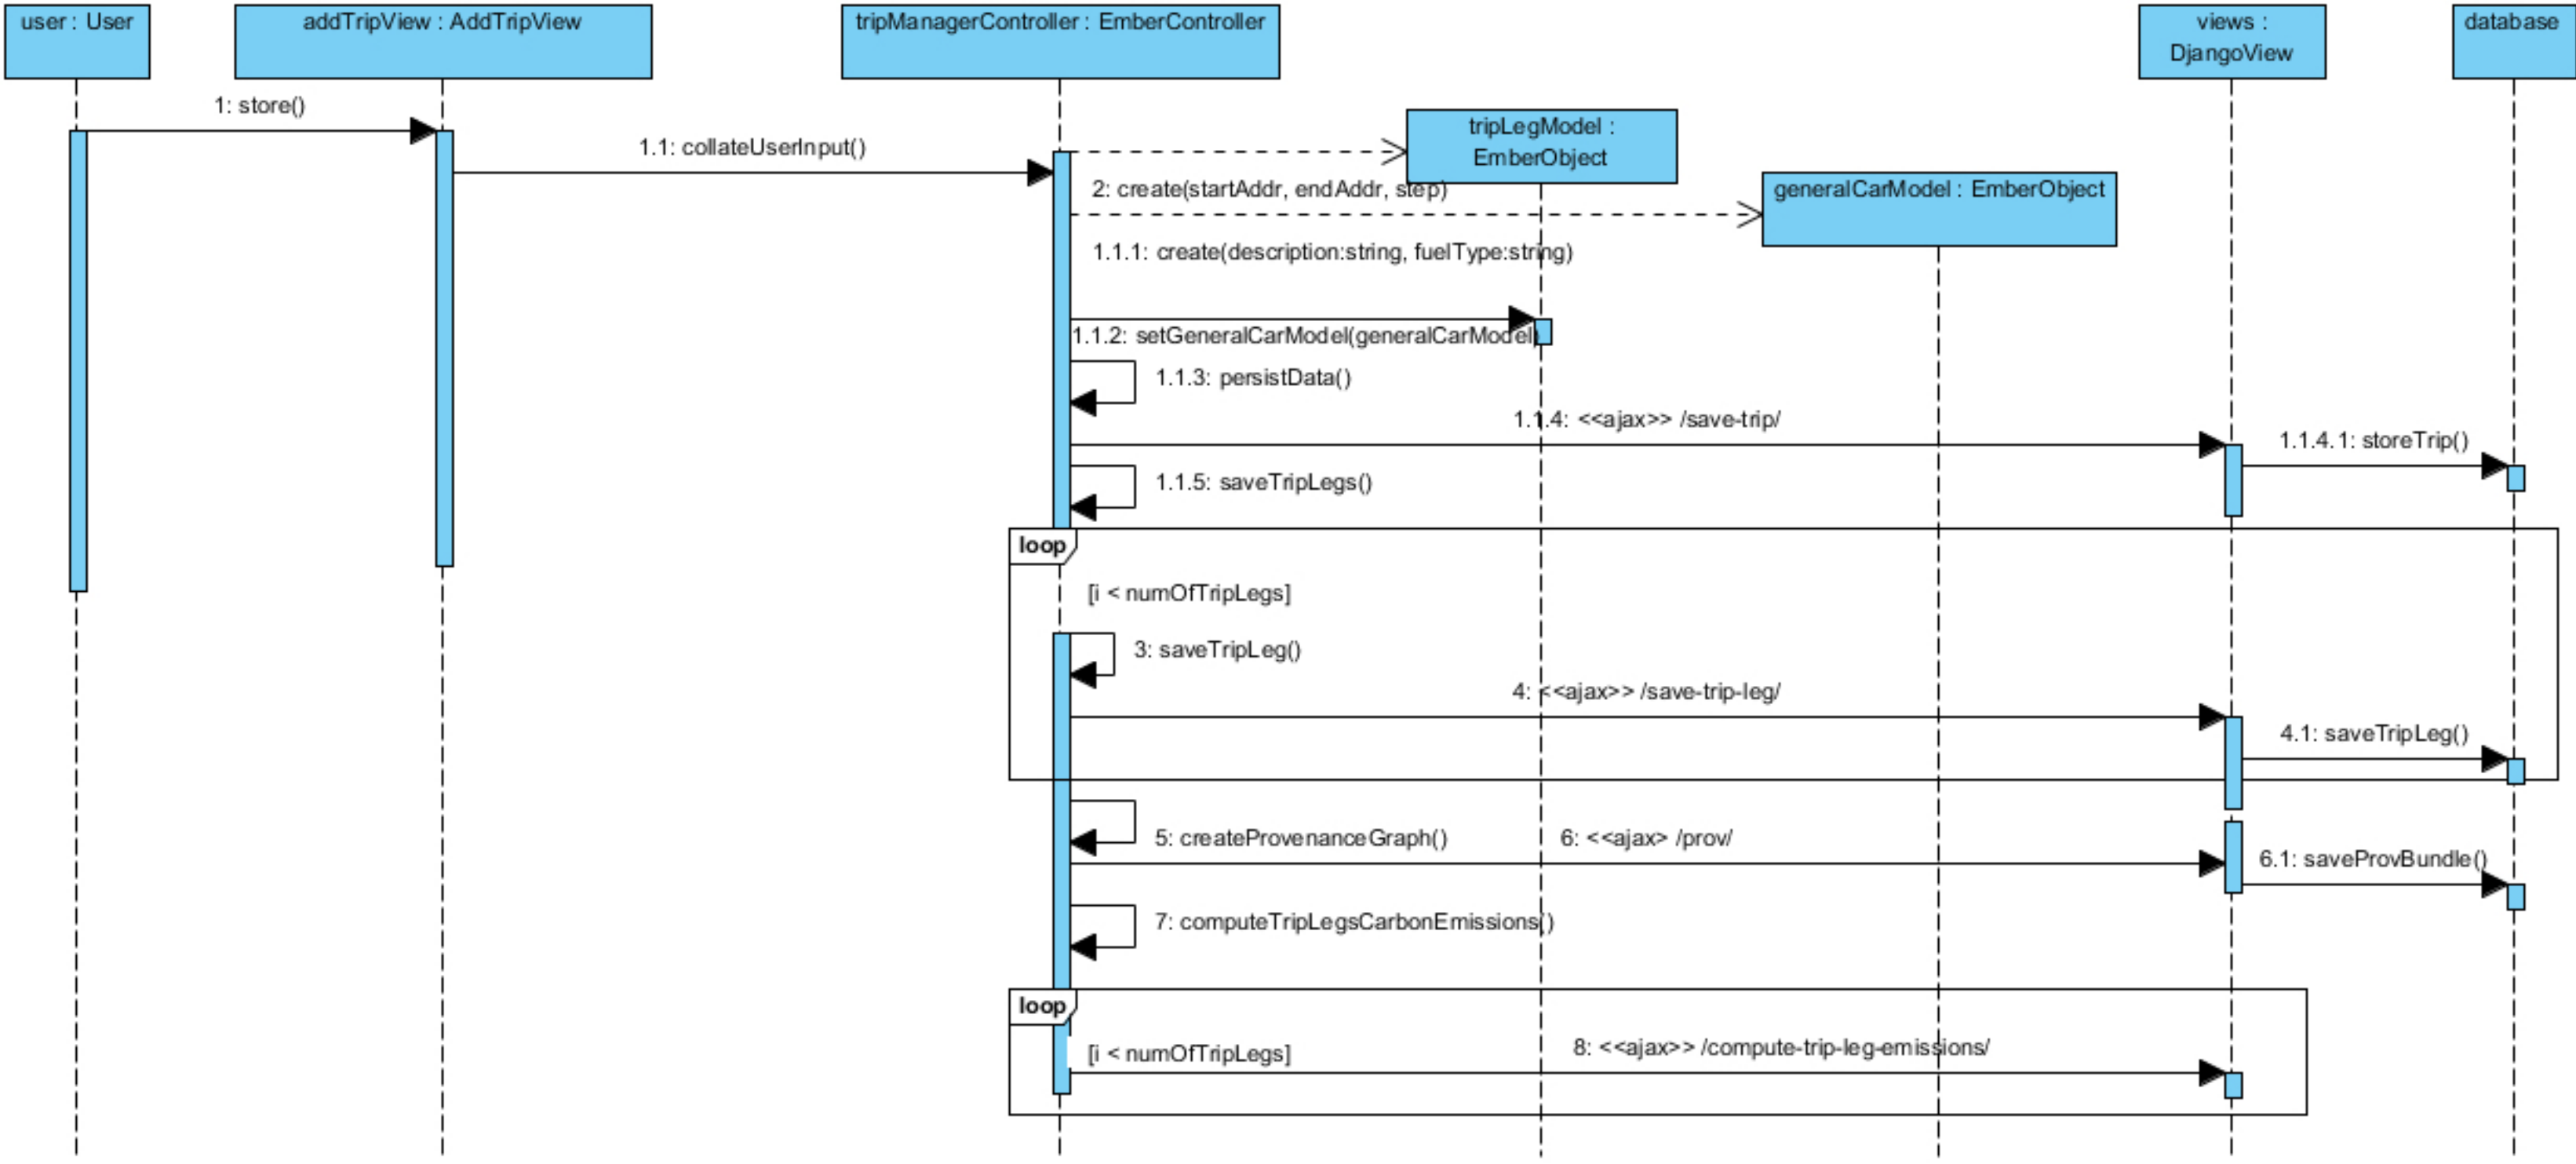 user : User
addTripView : AddTripView
tripManagerController : EmberController
views :
DjangoView
database
1: store()
tripLegModel :
EmberObject
1.1: collateUserInput()
2: create(startAddr, endAddr, step)
generalCarModel : EmberObject
1.1.1: create(description:string, fuelType:string)
1.1.2: setGeneralCarModel(generalCarModel)
1.1.3: persistData()
1.1.4: <<ajax>> /save-trip/
1.1.4.1: storeTrip()
1.1.5: saveTripLegs()
loop
[i < numOfTripLegs]
3: saveTripLeg()
4: <<ajax>> /save-trip-leg/
4.1: saveTripLeg()
5: createProvenanceGraph()
6: <<ajax> /prov/
6.1: saveProvBundle()
7: computeTripLegsCarbonEmissions()
loop
[i < numOfTripLegs]
8: <<ajax>> /compute-trip-leg-emissions/